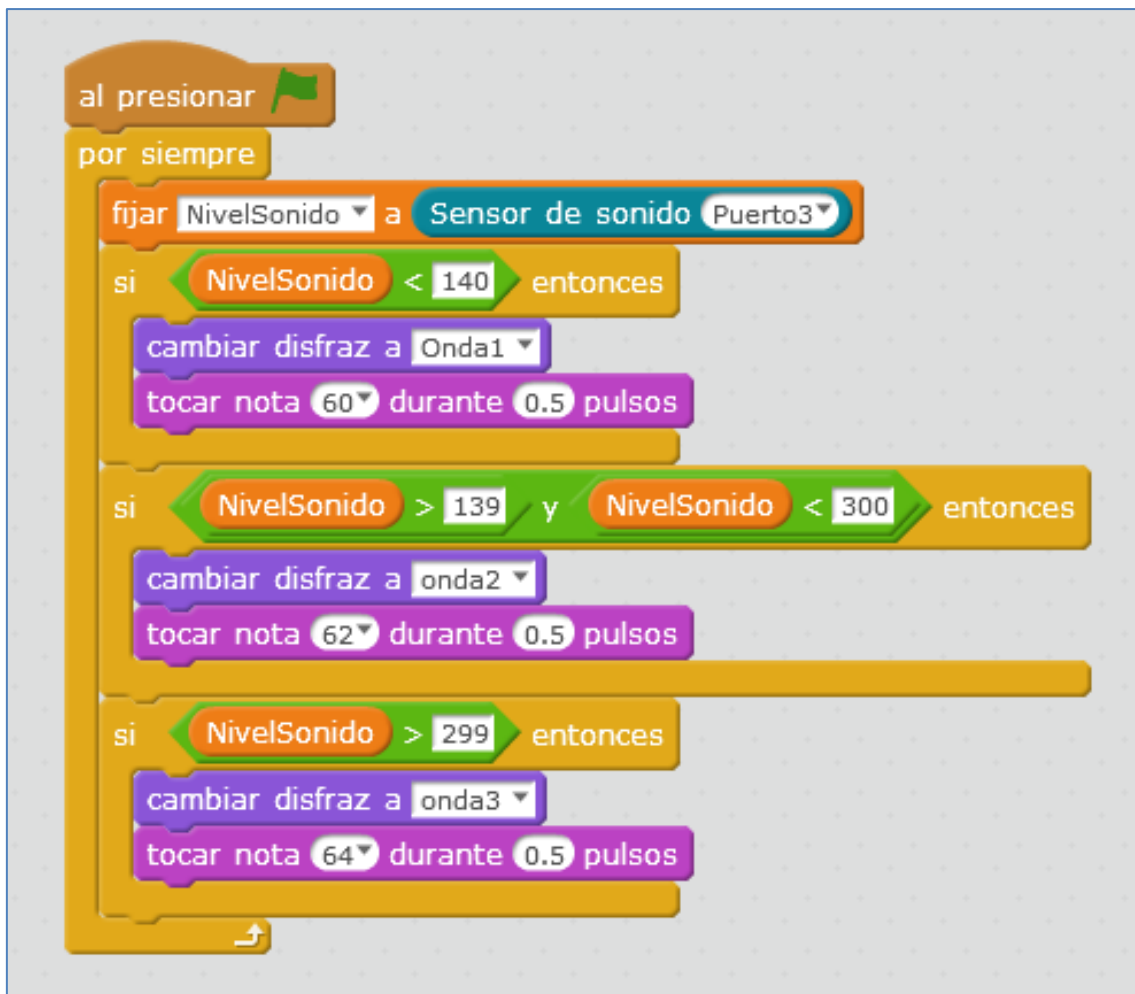 al presionar
por siempre
fijar NivelSonido a Sensor de sonido Puerto3
si NivelSonido < 140 entonces
cambiar disfraz a Onda1
tocar nota 60 durante 0.5 pulsos
si NivelSonido > 139 y NivelSonido < 300 entonces
cambiar disfraz a onda2
tocar nota 62 durante 0.5 pulsos
si NivelSonido > 299 entonces
cambiar disfraz a onda3
tocar nota 64 durante 0.5 pulsos